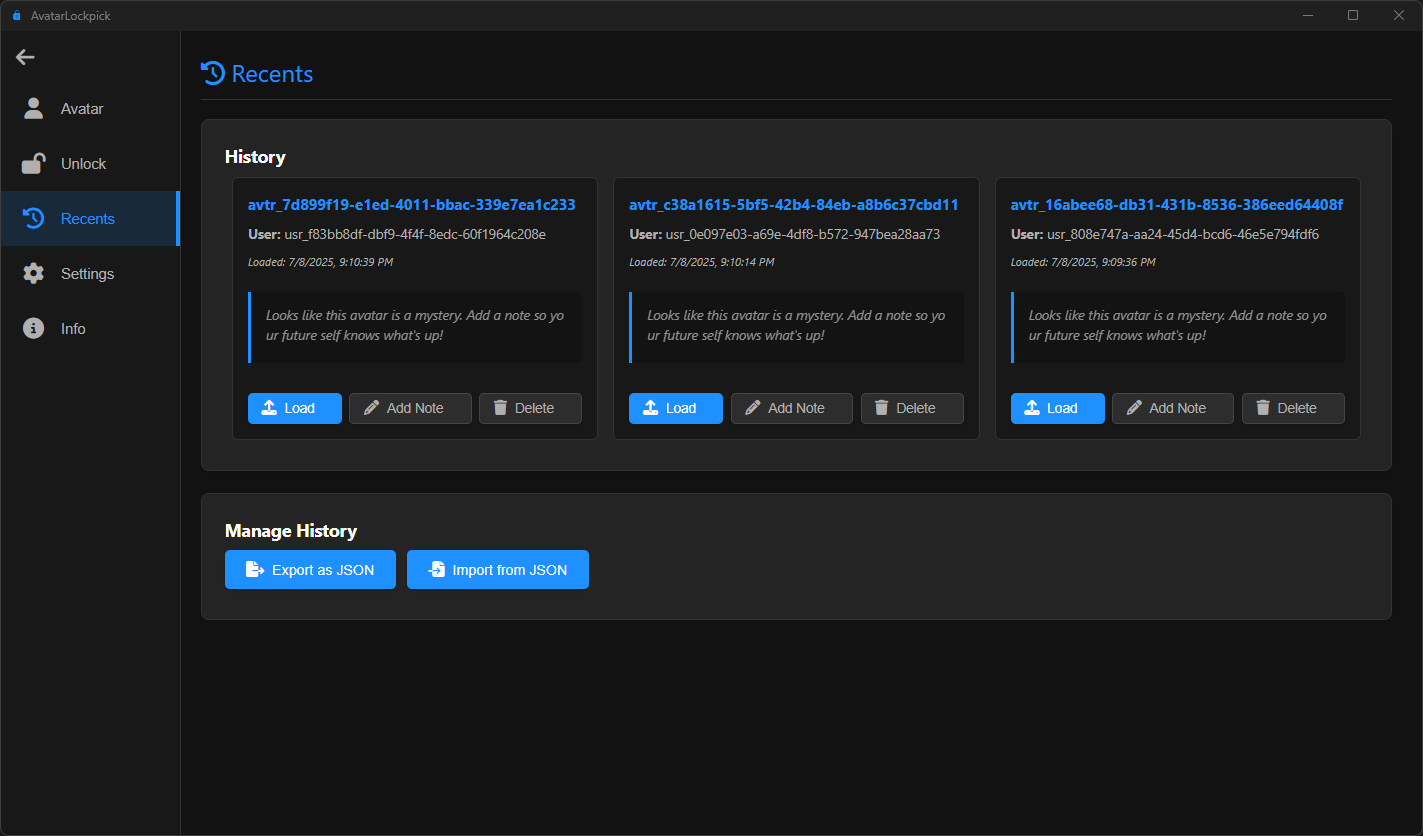 AvatarLockpick
Avatar
Unlock
Recents
Settings
Info
Recents
History
avtr_7d899f19-e1ed-4011-bbac-339e7ea1c233
User: usr_f83bb8df-dbf9-4f4f-8edc-60f1964c208e
Loaded: 7/8/2025, 9:10:39 PM
Looks like this avatar is a mystery. Add a note so yo
ur future self knows what's up!
Load
Add Note
Delete
avtr_c38a1615-5bf5-42b4-84eb-a8b6c37cbd11
User: usr_0e097e03-a69e-4df8-b572-947bea28aa73
Loaded: 7/8/2025, 9:10:14 PM
Looks like this avatar is a mystery. Add a note so yo
ur future self knows what's up!
Load
Add Note
Delete
avtr_16abee68-db31-431b-8536-386eed64408f
User: usr_808e747a-aa24-45d4-bcd6-46e5e794fdf6
Loaded: 7/8/2025, 9:09:36 PM
Looks like this avatar is a mystery. Add a note so yo
ur future self knows what's up!
Load
Add Note
Delete
Manage History
Export as JSON
Import from JSON